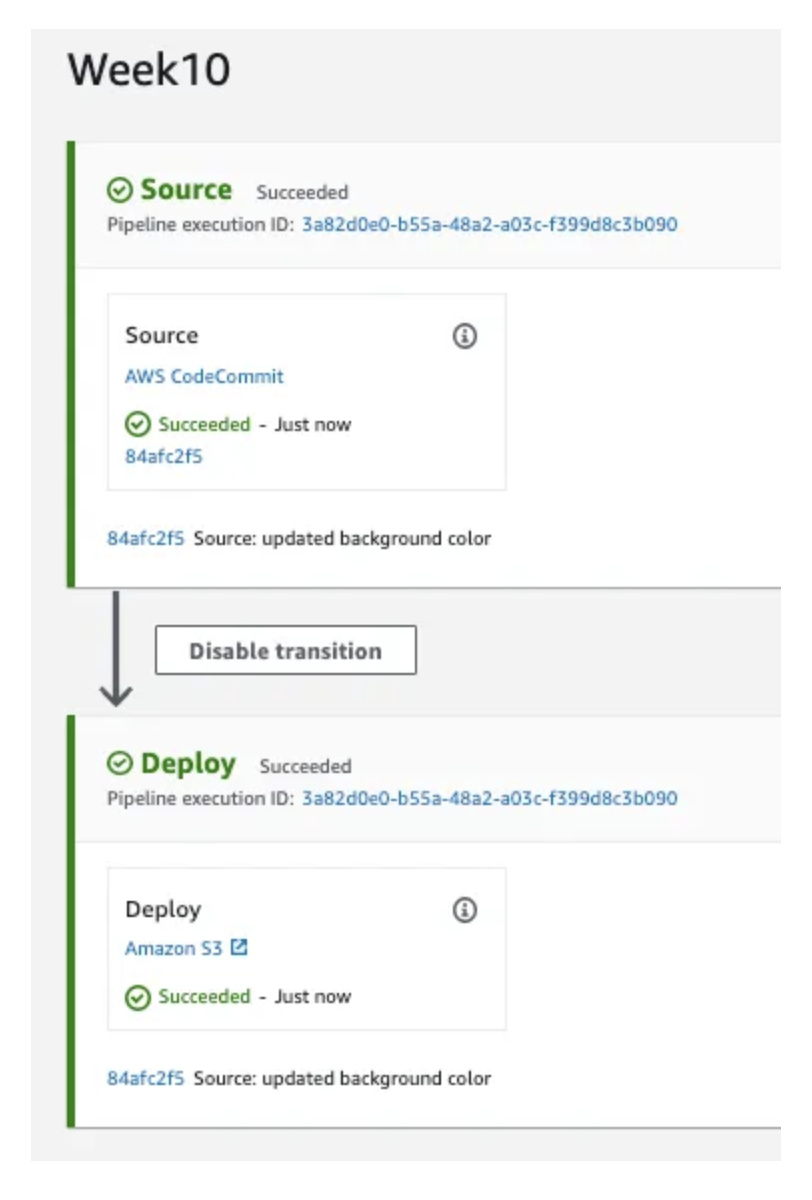 Week10
Source Succeeded
Pipeline execution ID: 3a82d0e0-b55a-48a2-a03c-f399d8c3b090
Source
AWS CodeCommit
Succeeded - Just now
84afc2f5
84afc2f5 Source: updated background color
Disable transition
Deploy Succeeded
Pipeline execution ID: 3a82d0e0-b55a-48a2-a03c-f399d8c3b090
Deploy
Amazon S3
Succeeded - Just now
84afc2f5 Source: updated background color